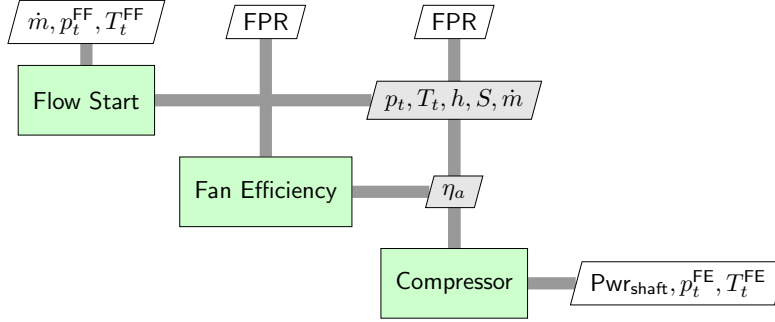 ṁ, p_t^FF, T_t^FF
FPR
FPR
Flow Start
p_t, T_t, h, S, ṁ
Fan Efficiency
η_a
Compressor
Pwr_shaft, p_t^FE, T_t^FE